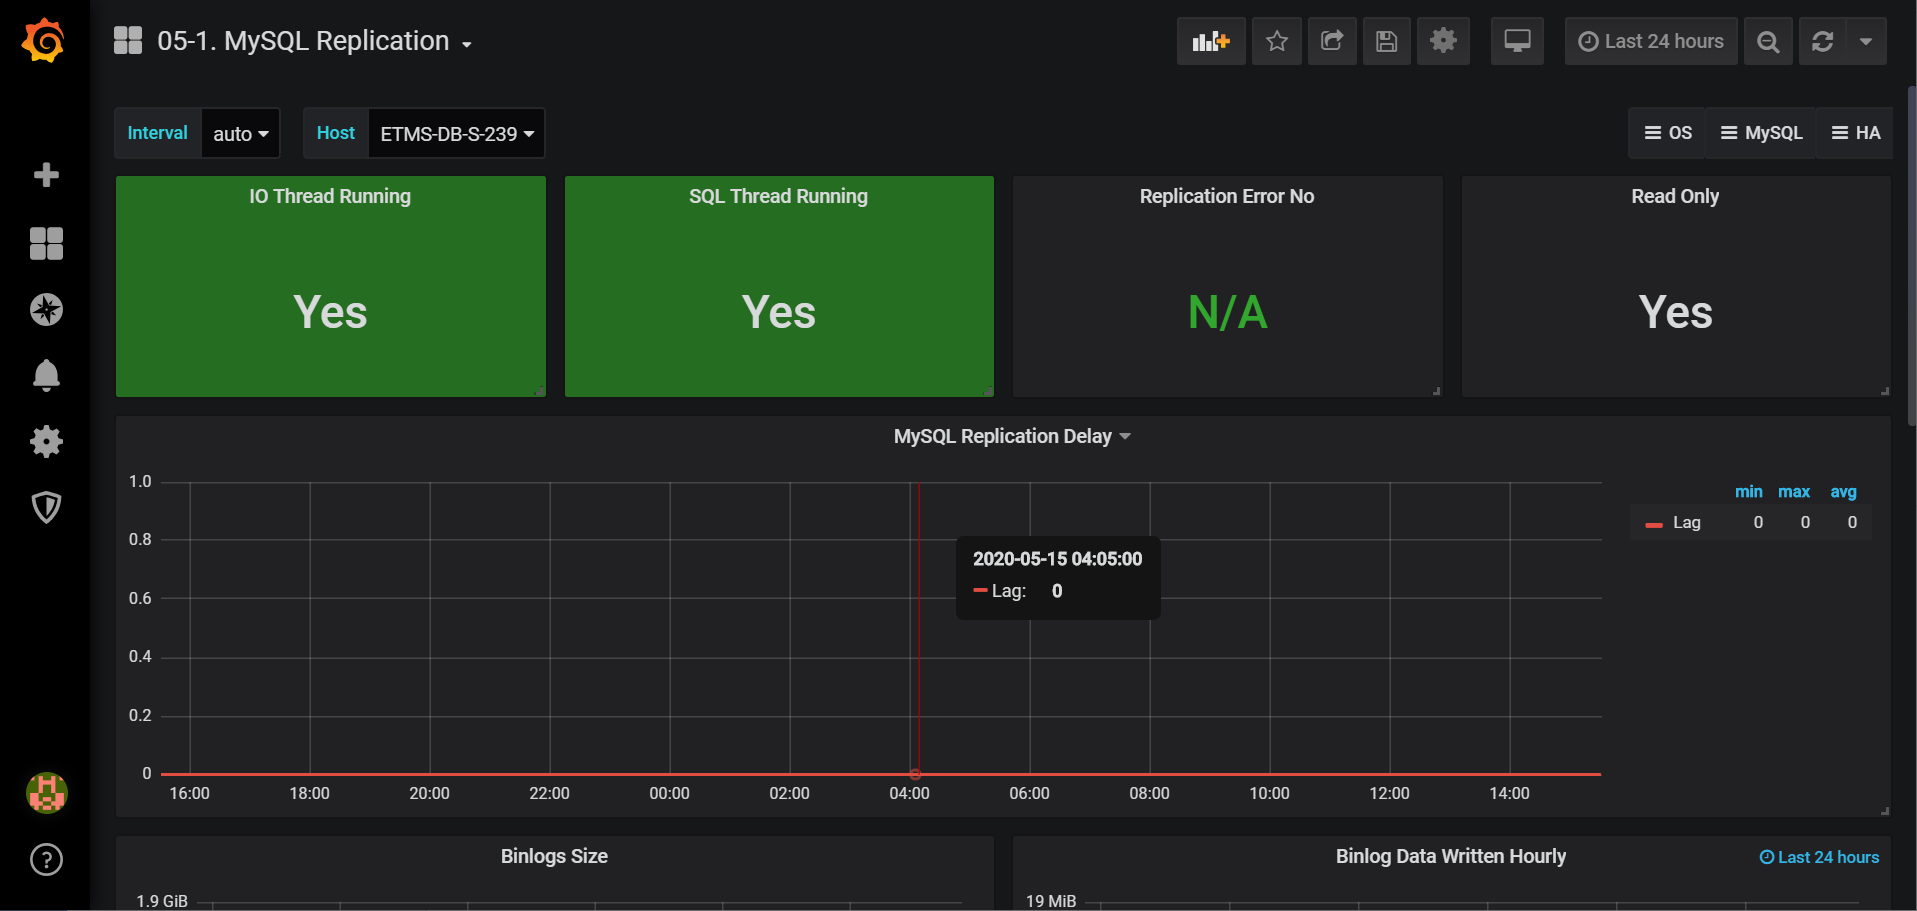 05-1. MySQL Replication
Last 24 hours
Interval auto Host ETMS-DB-S-239 OS MySQL HA
IO Thread Running
Yes
SQL Thread Running
Yes
Replication Error No
N/A
Read Only
Yes
MySQL Replication Delay
1.0
0.8
0.6
0.4
0.2
0
16:00 18:00 20:00 22:00 00:00 02:00 04:00 06:00 08:00 10:00 12:00 14:00
2020-05-15 04:05:00
Lag: 0
min max avg
Lag 0 0 0
Binlogs Size
1.9 GiB
Binlog Data Written Hourly
Last 24 hours
19 MiB
?